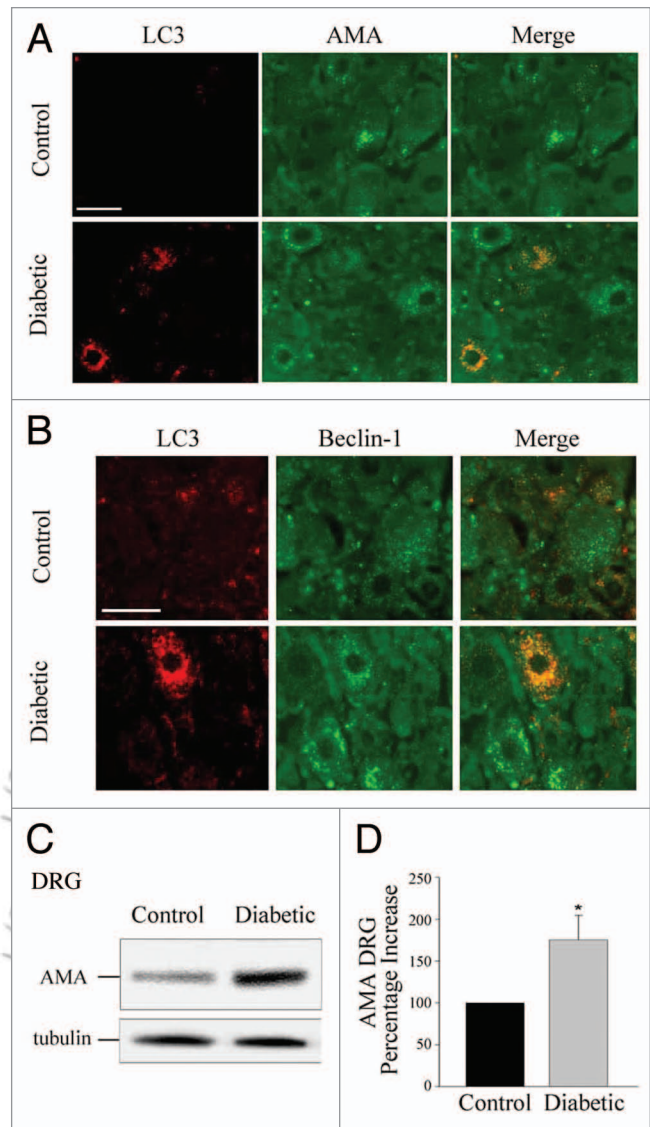 A
LC3 AMA Merge
Control
Diabetic
B
LC3 Beclin-1 Merge
Control
Diabetic
C
DRG
Control Diabetic
AMA
tubulin
D
AMA DRG
Percentage Increase
250
200
150
100
50
0
*
Control Diabetic